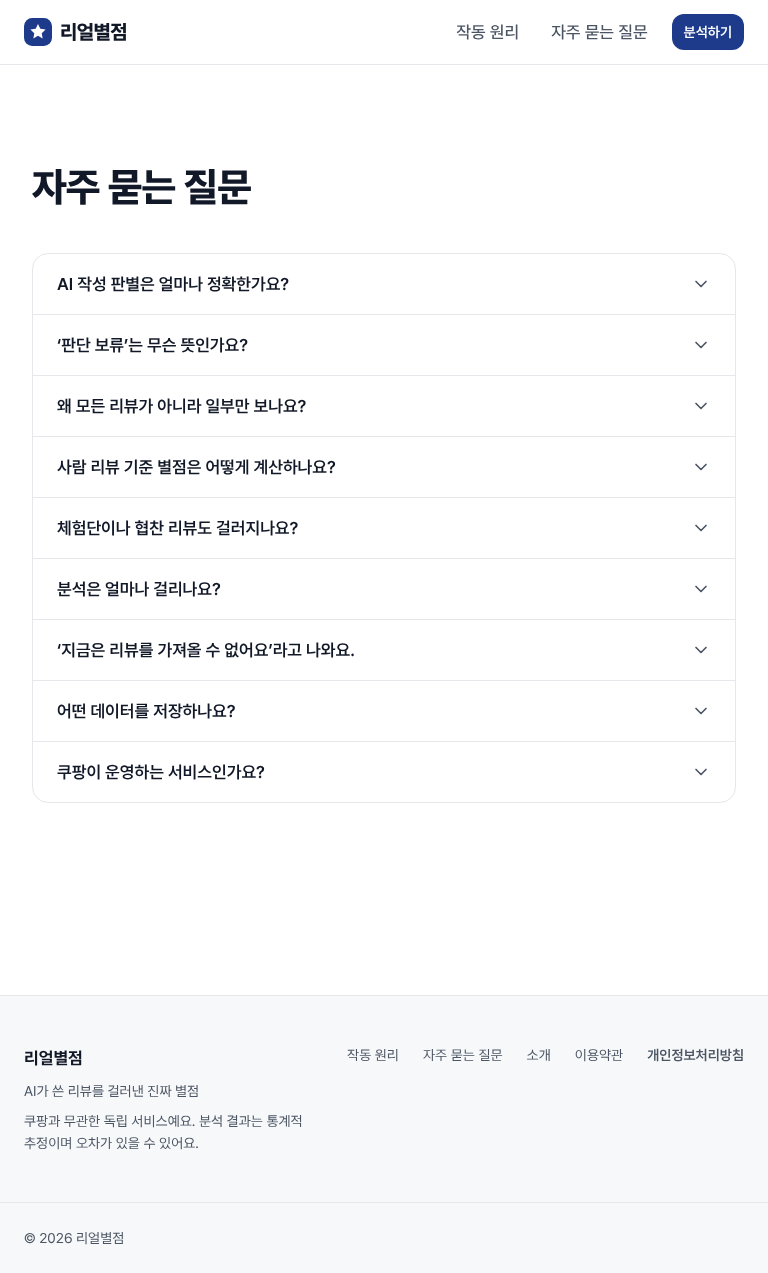 리얼별점
작동 원리
자주 묻는 질문
분석하기
자주 묻는 질문
AI 작성 판별은 얼마나 정확한가요?
‘판단 보류’는 무슨 뜻인가요?
왜 모든 리뷰가 아니라 일부만 보나요?
사람 리뷰 기준 별점은 어떻게 계산하나요?
체험단이나 협찬 리뷰도 걸러지나요?
분석은 얼마나 걸리나요?
‘지금은 리뷰를 가져올 수 없어요’라고 나와요.
어떤 데이터를 저장하나요?
쿠팡이 운영하는 서비스인가요?
리얼별점
AI가 쓴 리뷰를 걸러낸 진짜 별점
쿠팡과 무관한 독립 서비스예요. 분석 결과는 통계적
추정이며 오차가 있을 수 있어요.
작동 원리
자주 묻는 질문
소개
이용약관
개인정보처리방침
© 2026 리얼별점